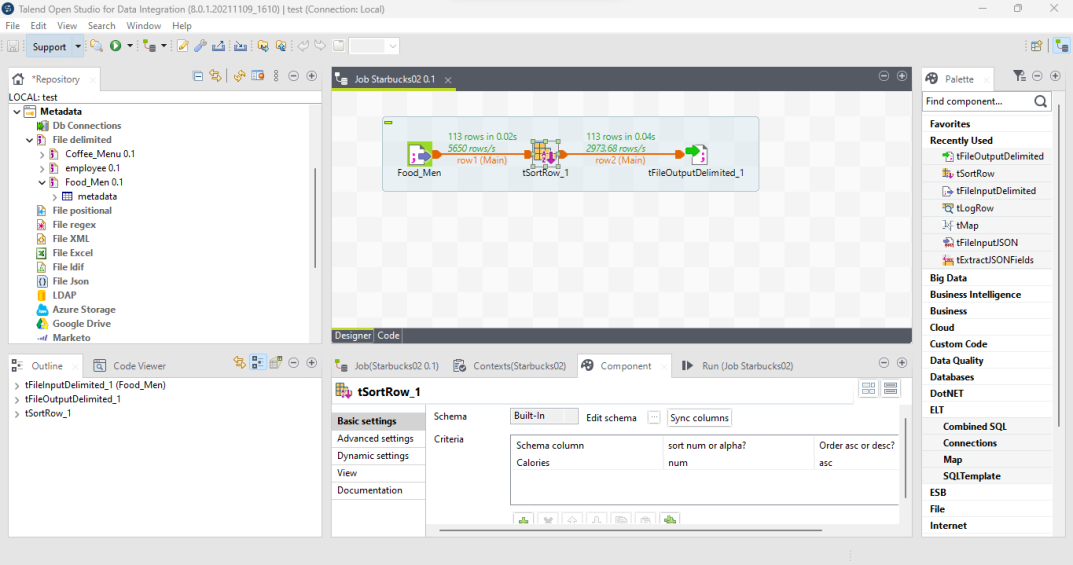 Talend Open Studio for Data Integration (8.0.1.20211109_1610) | test (Connection: Local)
File Edit View Search Window Help
Support
*Repository
LOCAL: test
Metadata
Db Connections
File delimited
Coffee_Menu 0.1
employee 0.1
Food_Men 0.1
metadata
File positional
File regex
File XML
File Excel
File ldif
File Json
LDAP
Azure Storage
Google Drive
Marketo
Job Starbucks02 0.1
113 rows in 0.02s
5650 rows/s
row1 (Main)
113 rows in 0.04s
2973.68 rows/s
row2 (Main)
Food_Men
tSortRow_1
tFileOutputDelimited_1
Designer Code
Palette
Find component...
Favorites
Recently Used
tFileOutputDelimited
tSortRow
tFileInputDelimited
tLogRow
tMap
tFileInputJSON
tExtractJSONFields
Big Data
Business Intelligence
Business
Cloud
Custom Code
Data Quality
Databases
DotNET
ELT
Combined SQL
Connections
Map
SQLTemplate
ESB
File
Internet
Outline
Code Viewer
tFileInputDelimited_1 (Food_Men)
tFileOutputDelimited_1
tSortRow_1
Job(Starbucks02 0.1)
Contexts(Starbucks02)
Component
Run (Job Starbucks02)
tSortRow_1
Basic settings
Advanced settings
Dynamic settings
View
Documentation
Schema Built-In Edit schema ... Sync columns
Criteria
Schema column sort num or alpha? Order asc or desc?
Calories num asc